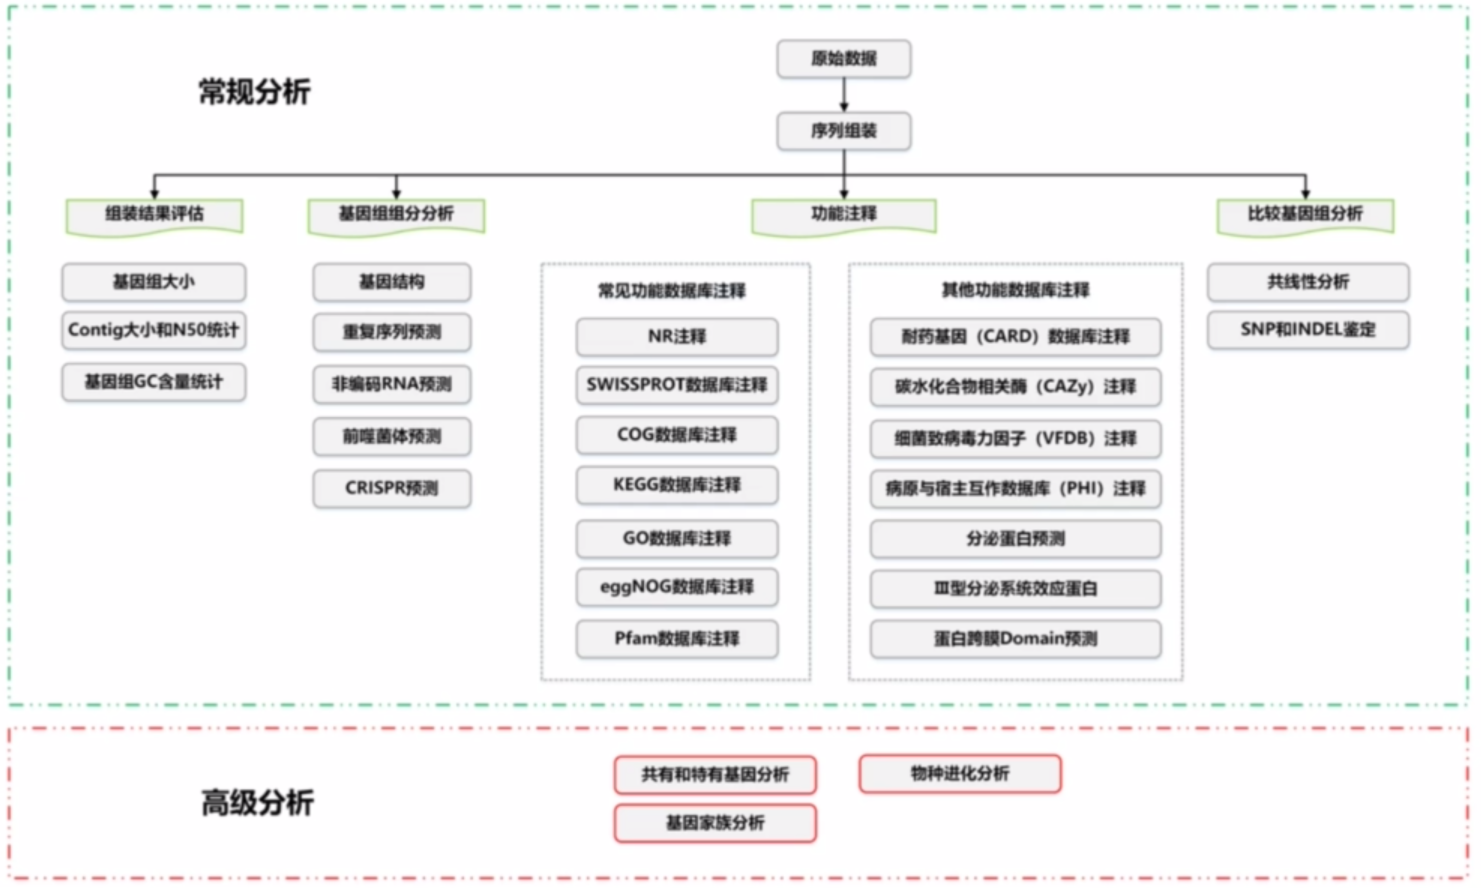 常规分析
原始数据
序列组装
组装结果评估
基因组大小
Contig大小和N50统计
基因组GC含量统计
基因组组分分析
基因结构
重复序列预测
非编码RNA预测
前噬菌体预测
CRISPR预测
功能注释
常见功能数据库注释
NR注释
SWISSPROT数据库注释
COG数据库注释
KEGG数据库注释
GO数据库注释
eggNOG数据库注释
Pfam数据库注释
其他功能数据库注释
耐药基因（CARD）数据库注释
碳水化合物相关酶（CAZy）注释
细菌致病毒力因子（VFDB）注释
病原与宿主互作数据库（PHI）注释
分泌蛋白预测
Ⅲ型分泌系统效应蛋白
蛋白跨膜Domain预测
比较基因组分析
共线性分析
SNP和INDEL鉴定
高级分析
共有和特有基因分析
物种进化分析
基因家族分析